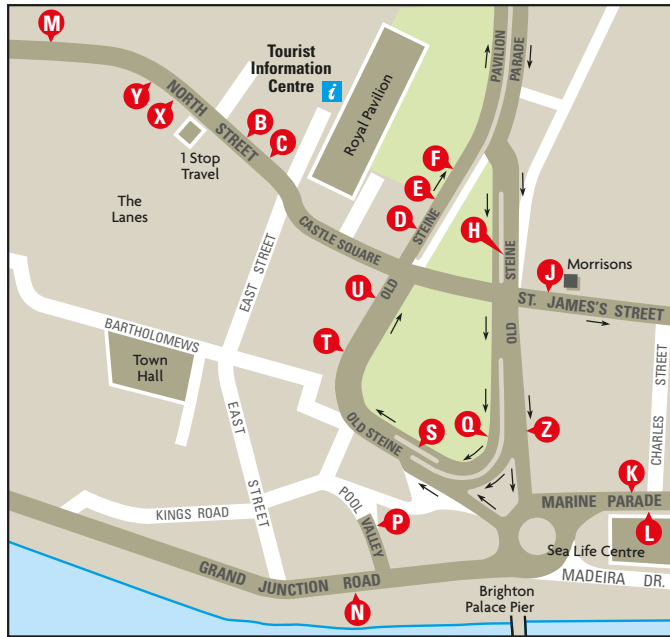 M
Tourist
Information
Centre i
PAVILION
PARADE
Y
X
NORTH
STREET
B
C
Royal Pavilion
1 Stop
Travel
F
E
D
STEINE
H
STEINE
The
Lanes
CASTLE SQUARE
EAST STREET
U
OLD
J
Morrisons
ST. JAMES'S STREET
BARTHOLOMEWS
T
OLD
Town
Hall
CHARLES STREET
EAST
STREET
OLD STEINE
S
Q
Z
K
MARINE PARADE
KINGS ROAD
POOL
VALLEY
P
L
Sea Life Centre
GRAND JUNCTION ROAD
N
MADEIRA DR.
Brighton
Palace Pier